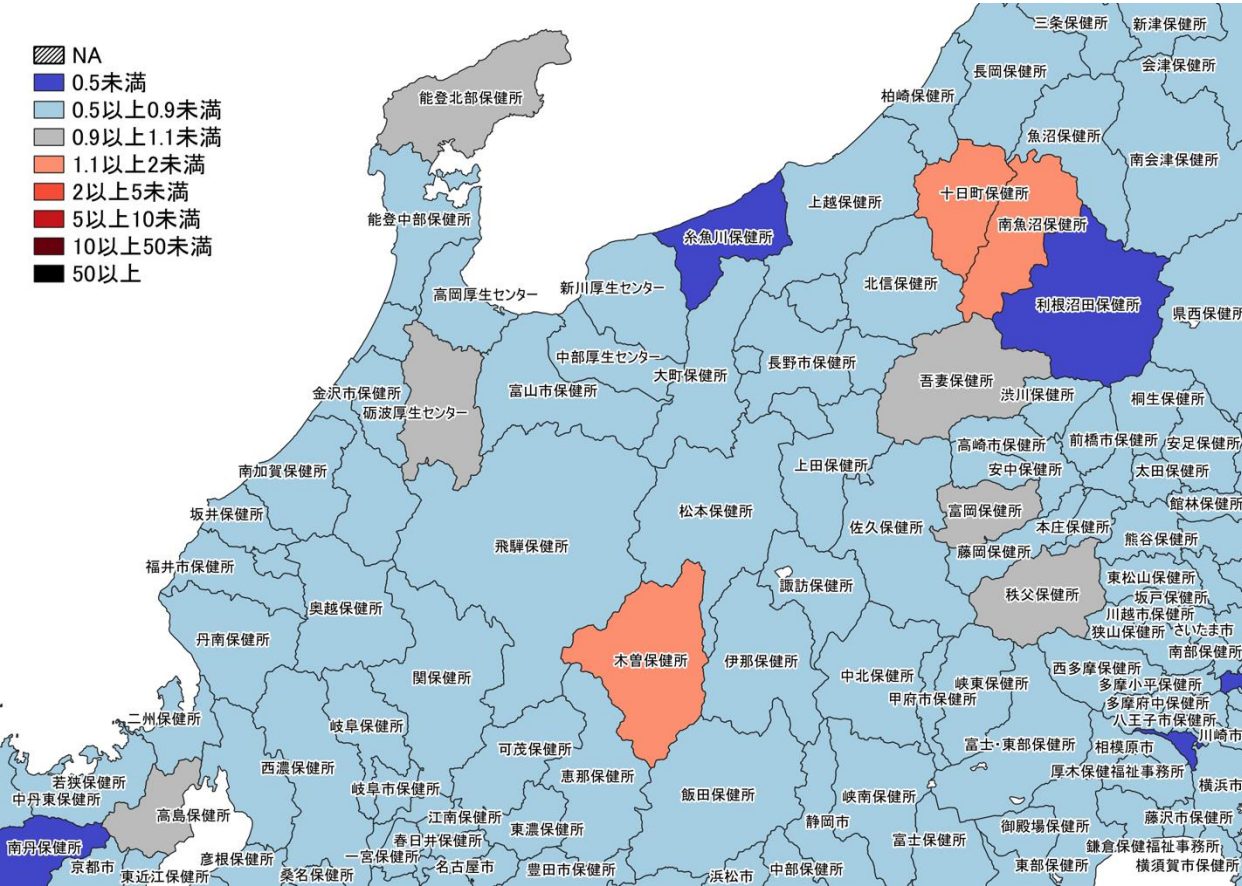 NA
0.5未満
0.5以上0.9未満
0.9以上1.1未満
1.1以上2未満
2以上5未満
5以上10未満
10以上50未満
50以上
三条保健所
新津保健所
長岡保健所
会津保健所
能登北部保健所
柏崎保健所
魚沼保健所
南会津保健所
十日町保健所
上越保健所
能登中部保健所
南魚沼保健所
糸魚川保健所
北信保健所
新川厚生センター
高岡厚生センター
利根沼田保健所
県西保健所
中部厚生センター
長野市保健所
大町保健所
吾妻保健所
富山市保健所
金沢市保健所
渋川保健所
桐生保健所
砺波厚生センター
高崎市保健所
前橋市保健所
安足保健所
南加賀保健所
上田保健所
安中保健所
太田保健所
館林保健所
坂井保健所
松本保健所
富岡保健所
佐久保健所
本庄保健所
熊谷保健所
飛騨保健所
藤岡保健所
福井市保健所
東松山保健所
諏訪保健所
秩父保健所
坂戸保健所
奥越保健所
川越市保健所
狭山保健所
さいたま市
丹南保健所
南部保健所
木曽保健所
伊那保健所
西多摩保健所
関保健所
中北保健所
峡東保健所
多摩小平保健所
甲府市保健所
多摩府中保健所
二州保健所
岐阜保健所
八王子市保健所
川崎市
可茂保健所
富士・東部保健所
相模原市
西濃保健所
恵那保健所
厚木保健福祉事務所
若狭保健所
岐阜市保健所
飯田保健所
峡南保健所
横浜市
中丹東保健所
高島保健所
江南保健所
静岡市
藤沢市保健所
東濃保健所
御殿場保健所
春日井保健所
富士保健所
鎌倉保健福祉事務所
南丹保健所
彦根保健所
一宮保健所
京都市
名古屋市
豊田市保健所
中部保健所
東部保健所
横須賀市保健所
東近江保健所
桑名保健所
浜松市